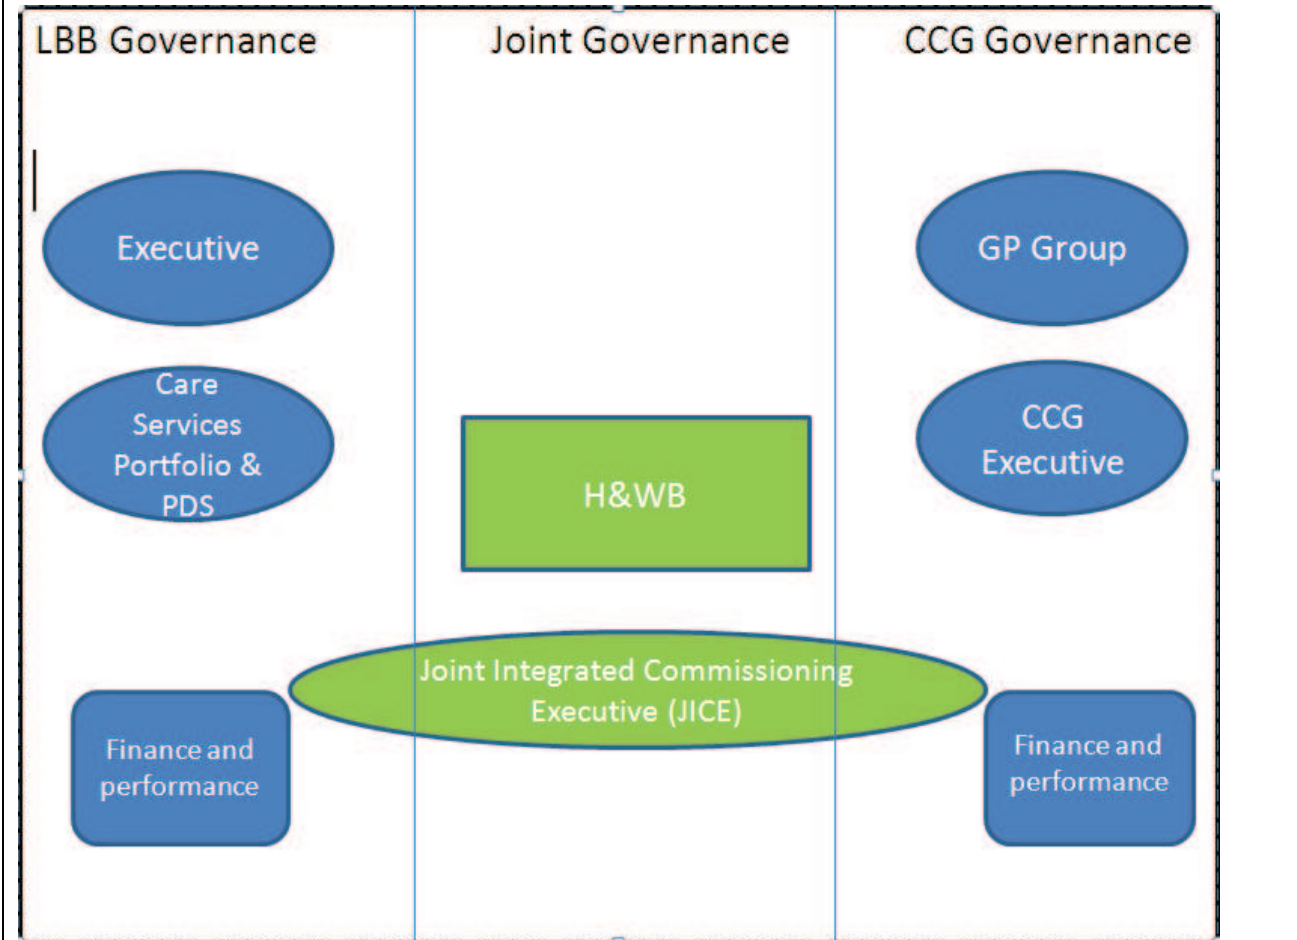 LBB Governance
Joint Governance
CCG Governance
Executive
GP Group
Care
Services
Portfolio &
PDS
CCG
Executive
H&WB
Joint Integrated Commissioning
Executive (JICE)
Finance and
performance
Finance and
performance